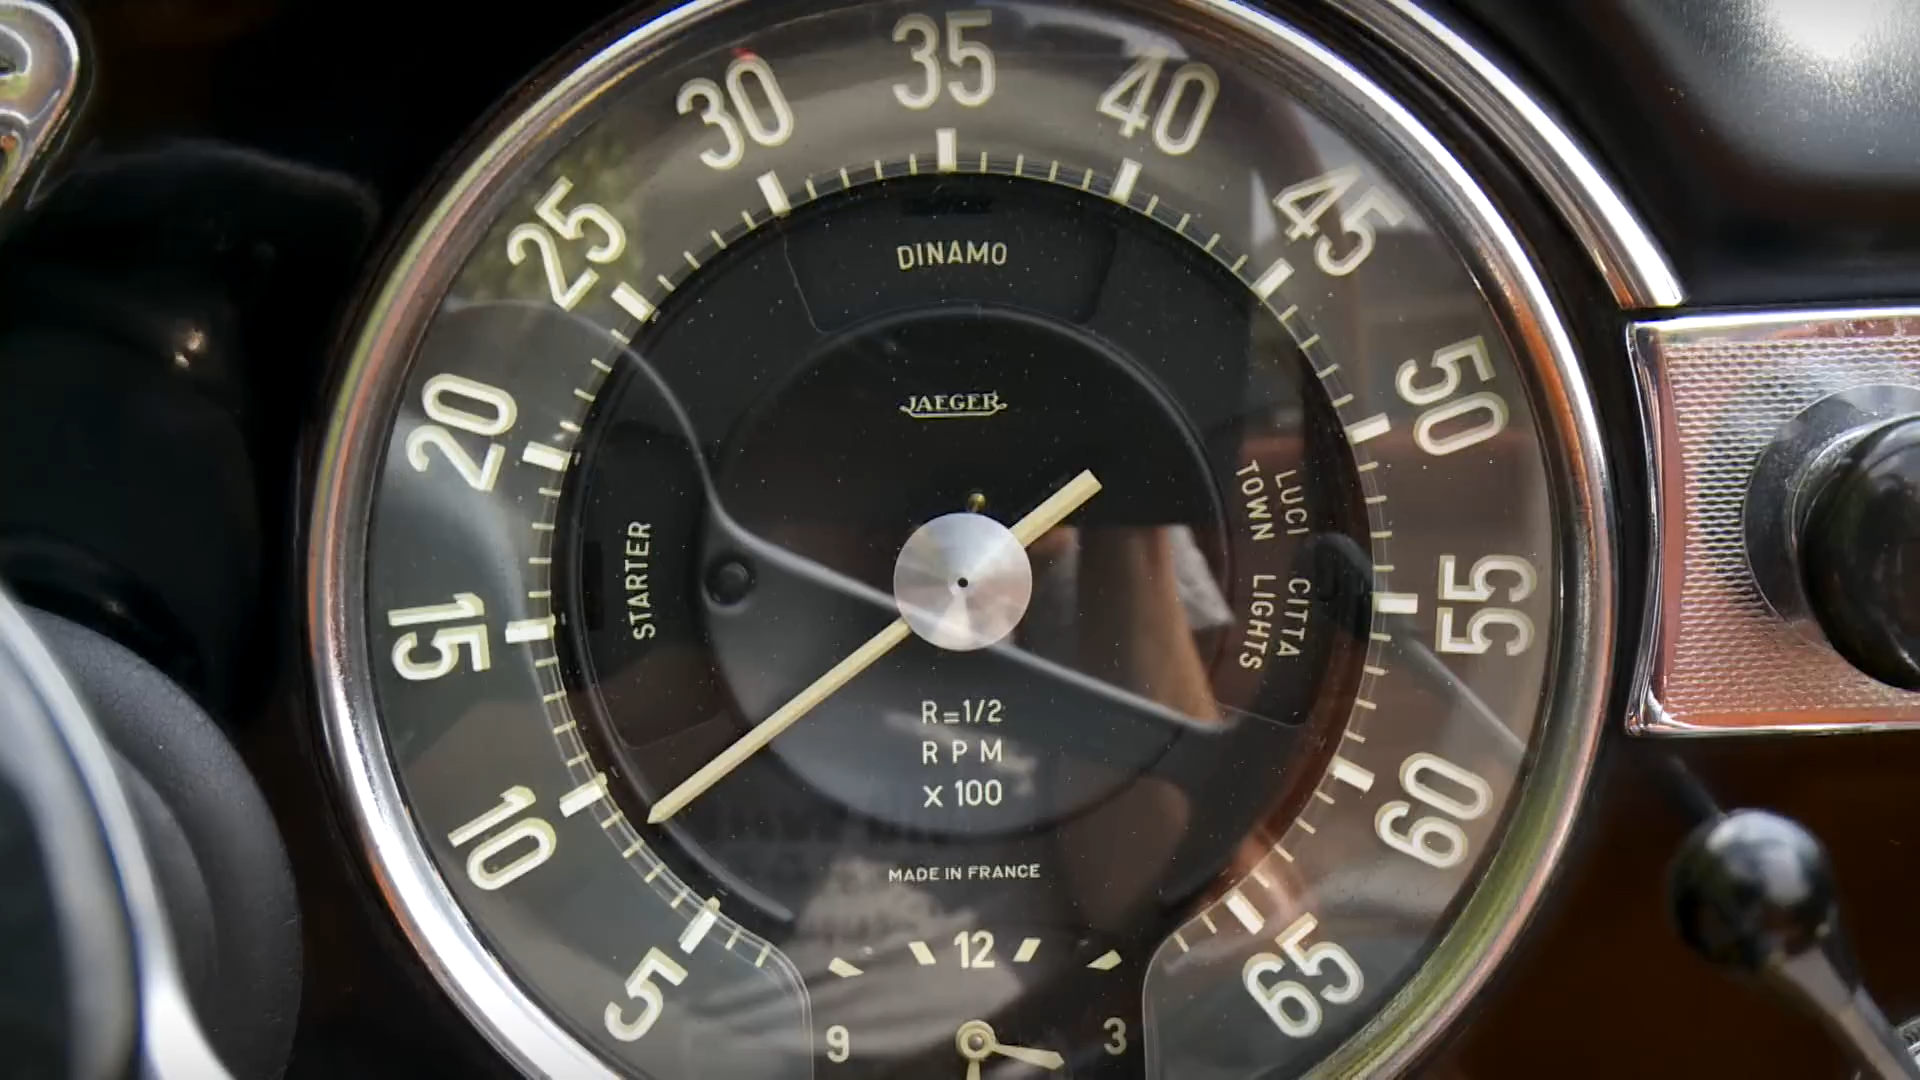 5
10
15
20
25
30
35
40
45
50
55
60
65
DINAMO
JAEGER
STARTER
LUCI CITTA
TOWN LIGHTS
R=1/2
RPM
X 100
MADE IN FRANCE
12
9
3